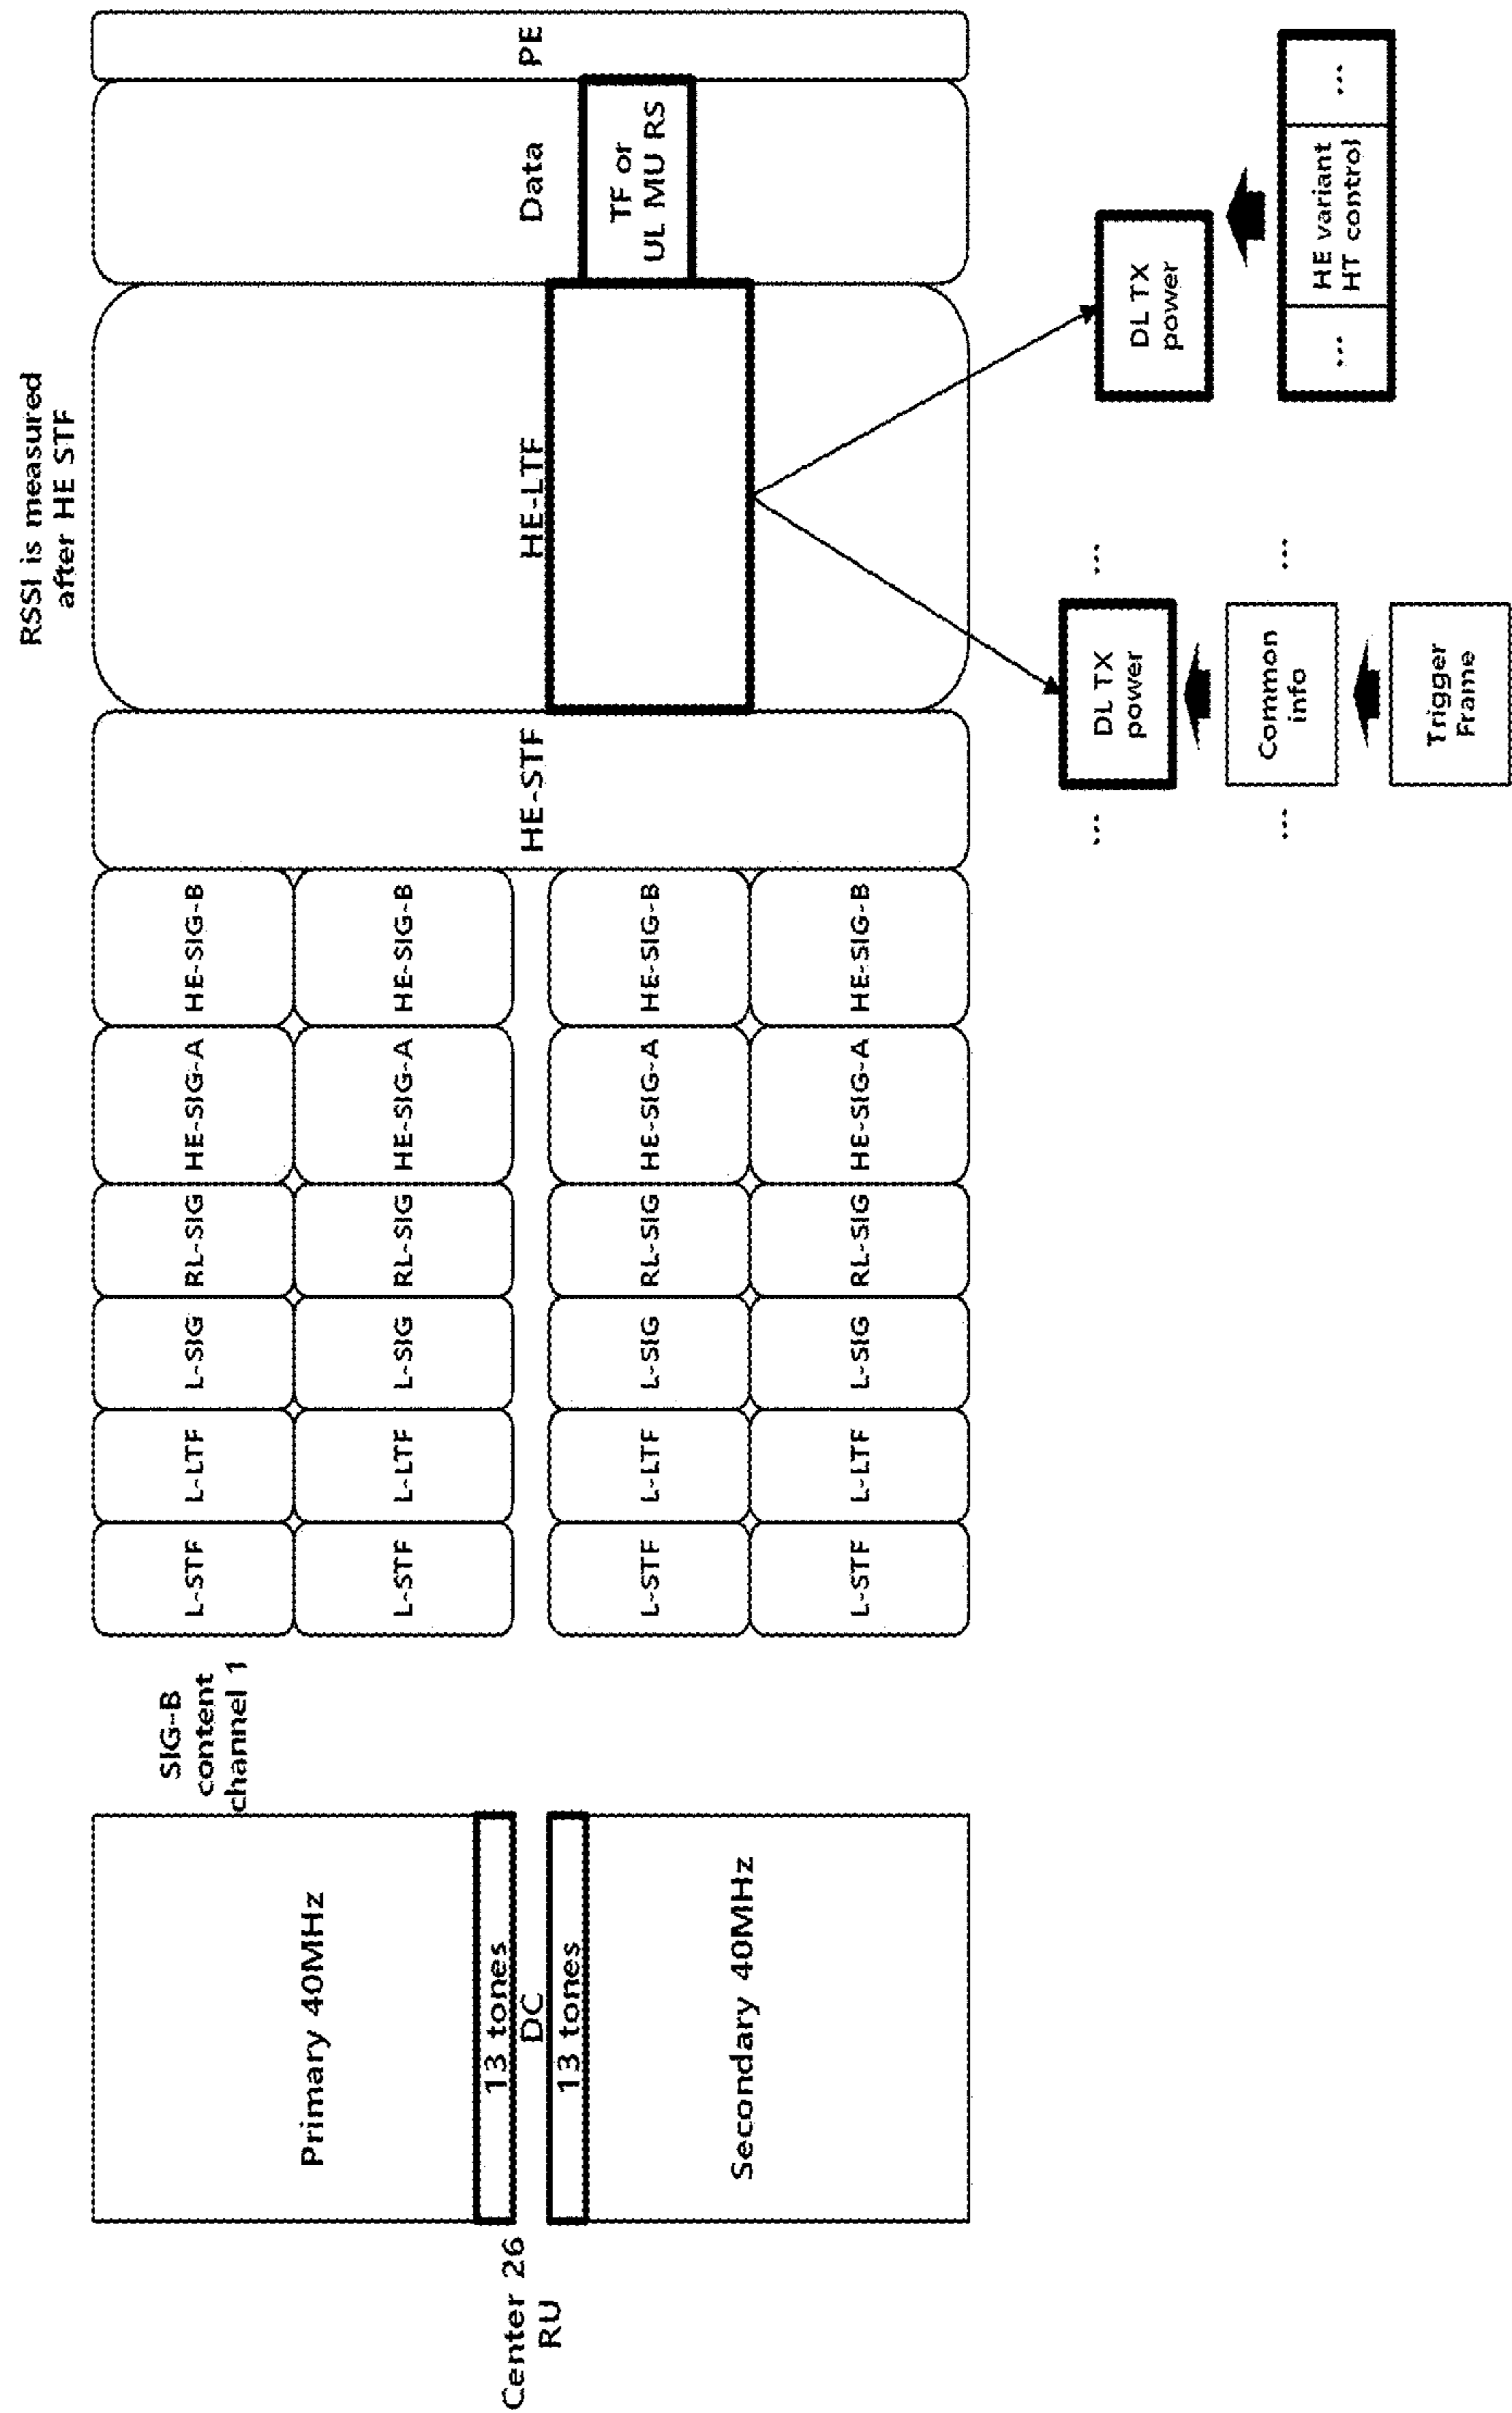 RSSI is measured
after HE STF
SIG-B
content
channel 1
Primary 40MHz
13 tones
Center 26
RU
DC
13 tones
Secondary 40MHz
L-STF
L-LTF
L-SIG
RL-SIG
HE-SIG-A
HE-SIG-B
L-STF
L-LTF
L-SIG
RL-SIG
HE-SIG-A
HE-SIG-B
HE-STF
HE-LTF
Data
PE
TF or
UL MU RS
L-STF
L-LTF
L-SIG
RL-SIG
HE-SIG-A
HE-SIG-B
L-STF
L-LTF
L-SIG
RL-SIG
HE-SIG-A
HE-SIG-B
...
DL TX
power
...
DL TX
power
...
Common
info
...
...
HE variant
HT control
...
Trigger
Frame